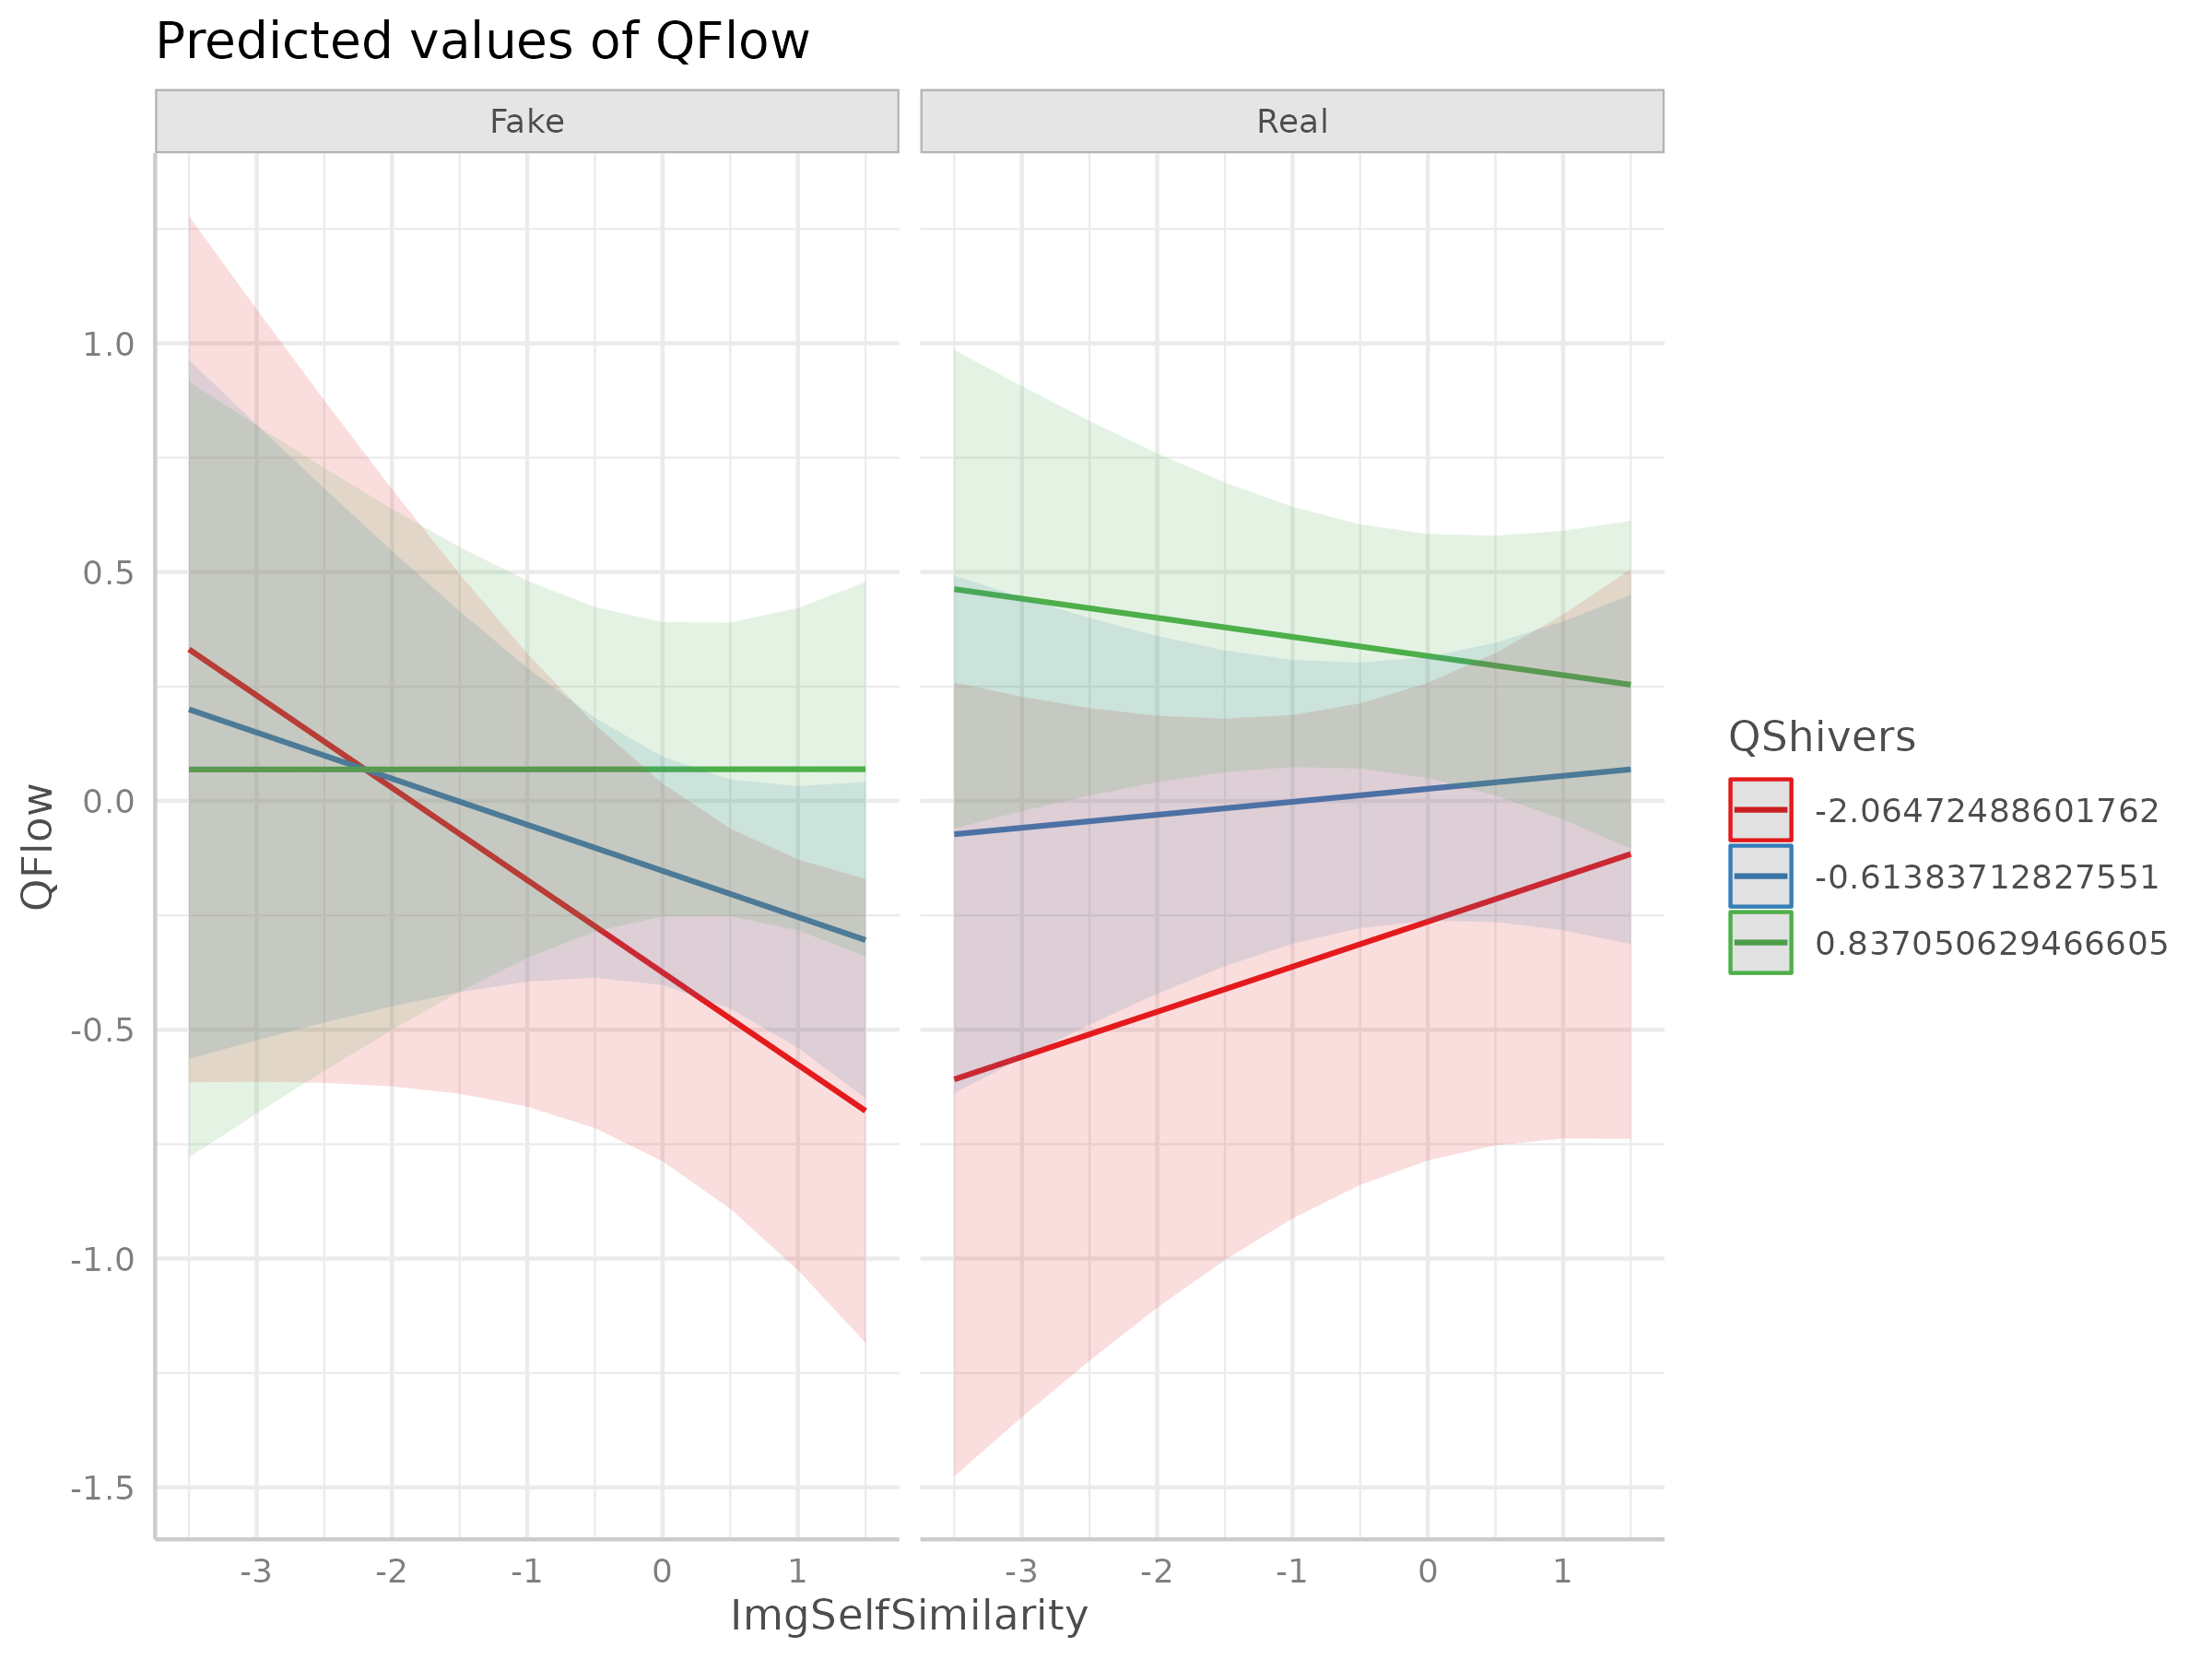 Predicted values of QFlow
Fake
Real
1.0
0.5
0.0
-0.5
-1.0
-1.5
QFlow
-3 -2 -1 0 1
-3 -2 -1 0 1
ImgSelfSimilarity
QShivers
-2.06472488601762
-0.61383712827551
0.837050629466605